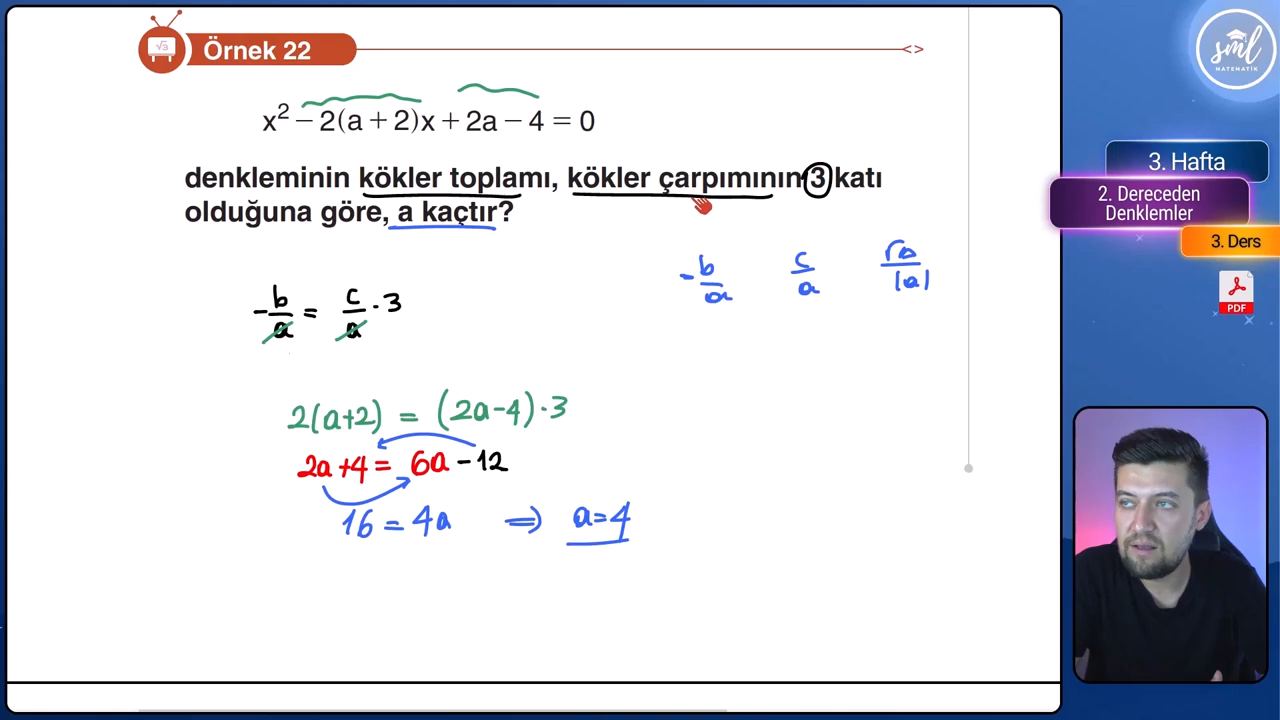 Örnek 22
<>
x² − 2(a + 2)x + 2a − 4 = 0
denkleminin kökler toplamı, kökler çarpımının 3 katı
olduğuna göre, a kaçtır?
-b/a c/a √Δ/|a|
-b/a = c/a · 3
2(a+2) = (2a-4)·3
2a+4 = 6a -12
16 = 4a ⇒ a=4
√3
sml
MATEMATİK
3. Hafta
2. Dereceden
Denklemler
3. Ders
PDF